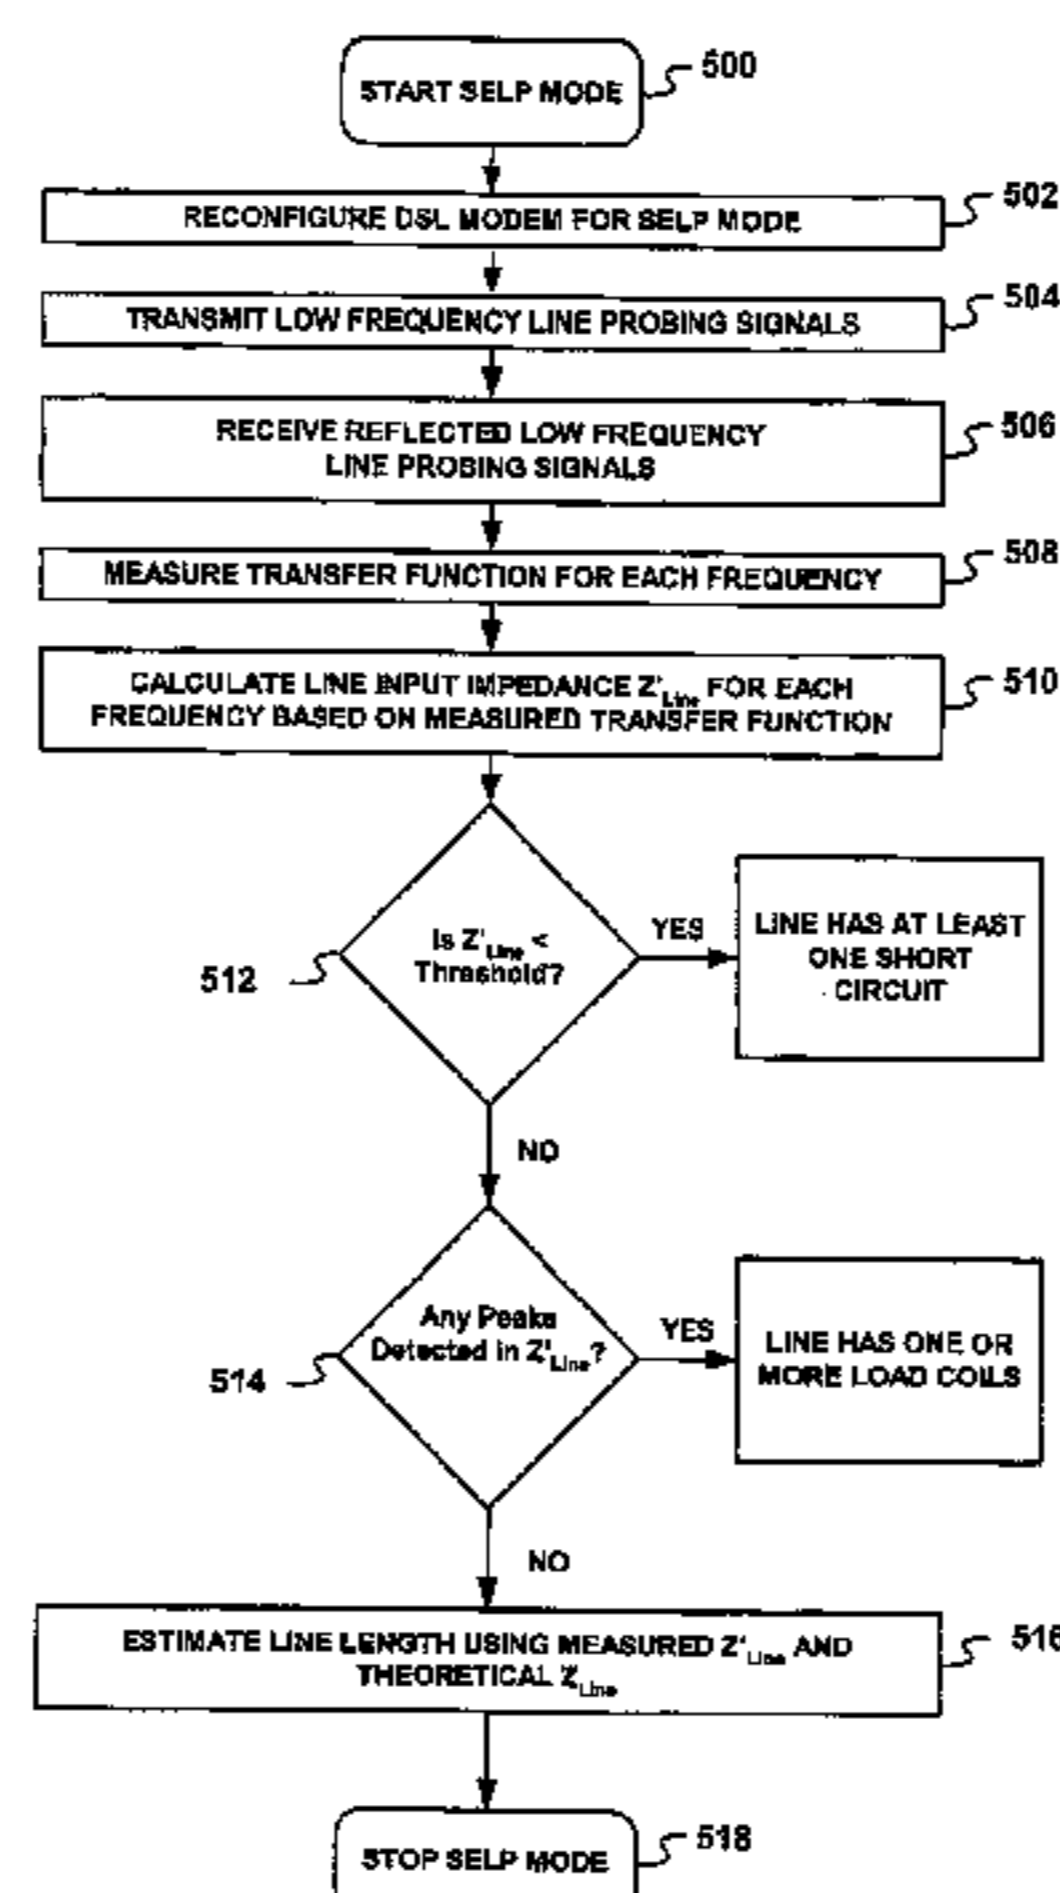 START SELP MODE
500
RECONFIGURE DSL MODEM FOR SELP MODE
502
TRANSMIT LOW FREQUENCY LINE PROBING SIGNALS
504
RECEIVE REFLECTED LOW FREQUENCY
LINE PROBING SIGNALS
506
MEASURE TRANSFER FUNCTION FOR EACH FREQUENCY
508
CALCULATE LINE INPUT IMPEDANCE Z'Line FOR EACH
FREQUENCY BASED ON MEASURED TRANSFER FUNCTION
510
Is Z'Line <
Threshold?
512
YES
LINE HAS AT LEAST
ONE SHORT
CIRCUIT
NO
Any Peaks
Detected in Z'Line?
514
YES
LINE HAS ONE OR
MORE LOAD COILS
NO
ESTIMATE LINE LENGTH USING MEASURED Z'Line AND
THEORETICAL ZLine
516
STOP SELP MODE
518